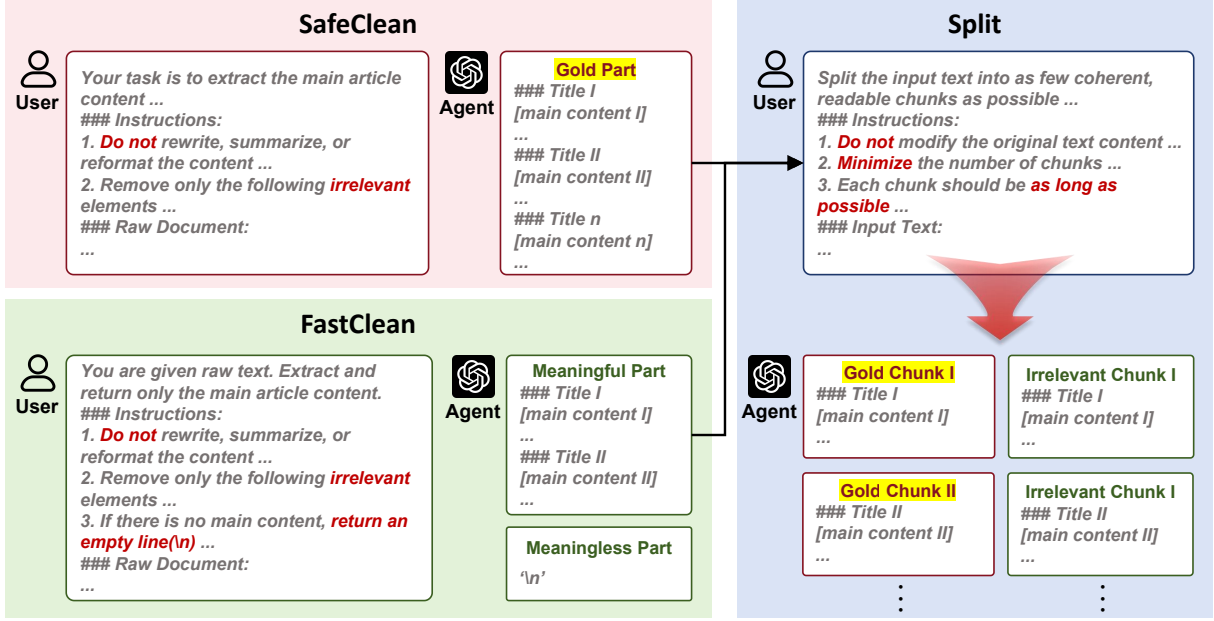 SafeClean
User
Your task is to extract the main article
content ...
### Instructions:
1. Do not rewrite, summarize, or
reformat the content ...
2. Remove only the following irrelevant
elements ...
### Raw Document:
...
Agent
Gold Part
### Title I
[main content I]
...
### Title II
[main content II]
...
### Title n
[main content n]
...
FastClean
User
You are given raw text. Extract and
return only the main article content.
### Instructions:
1. Do not rewrite, summarize, or
reformat the content ...
2. Remove only the following irrelevant
elements ...
3. If there is no main content, return an
empty line(\n) ...
### Raw Document:
...
Agent
Meaningful Part
### Title I
[main content I]
...
### Title II
[main content II]
...
Meaningless Part
‘\n’
Split
User
Split the input text into as few coherent,
readable chunks as possible ...
### Instructions:
1. Do not modify the original text content ...
2. Minimize the number of chunks ...
3. Each chunk should be as long as
possible ...
### Input Text:
...
Agent
Gold Chunk I
### Title I
[main content I]
...
Irrelevant Chunk I
### Title I
[main content I]
...
Gold Chunk II
### Title II
[main content II]
...
Irrelevant Chunk I
### Title II
[main content II]
...